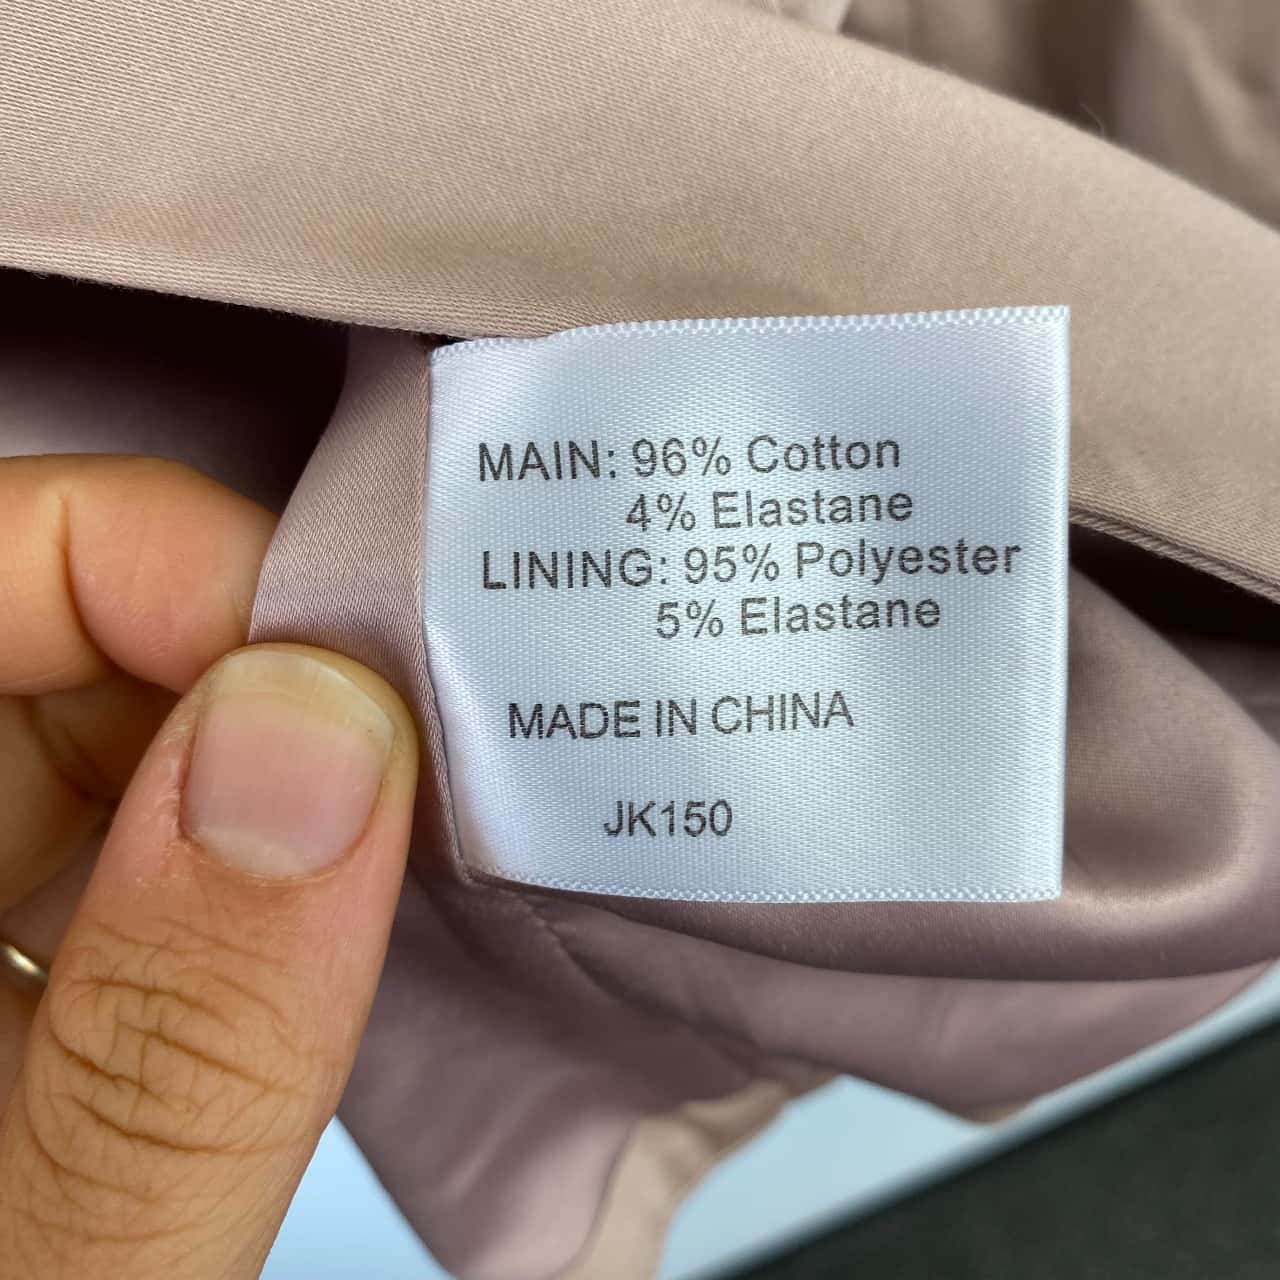 MAIN: 96% Cotton
4% Elastane
LINING: 95% Polyester
5% Elastane
MADE IN CHINA
JK150